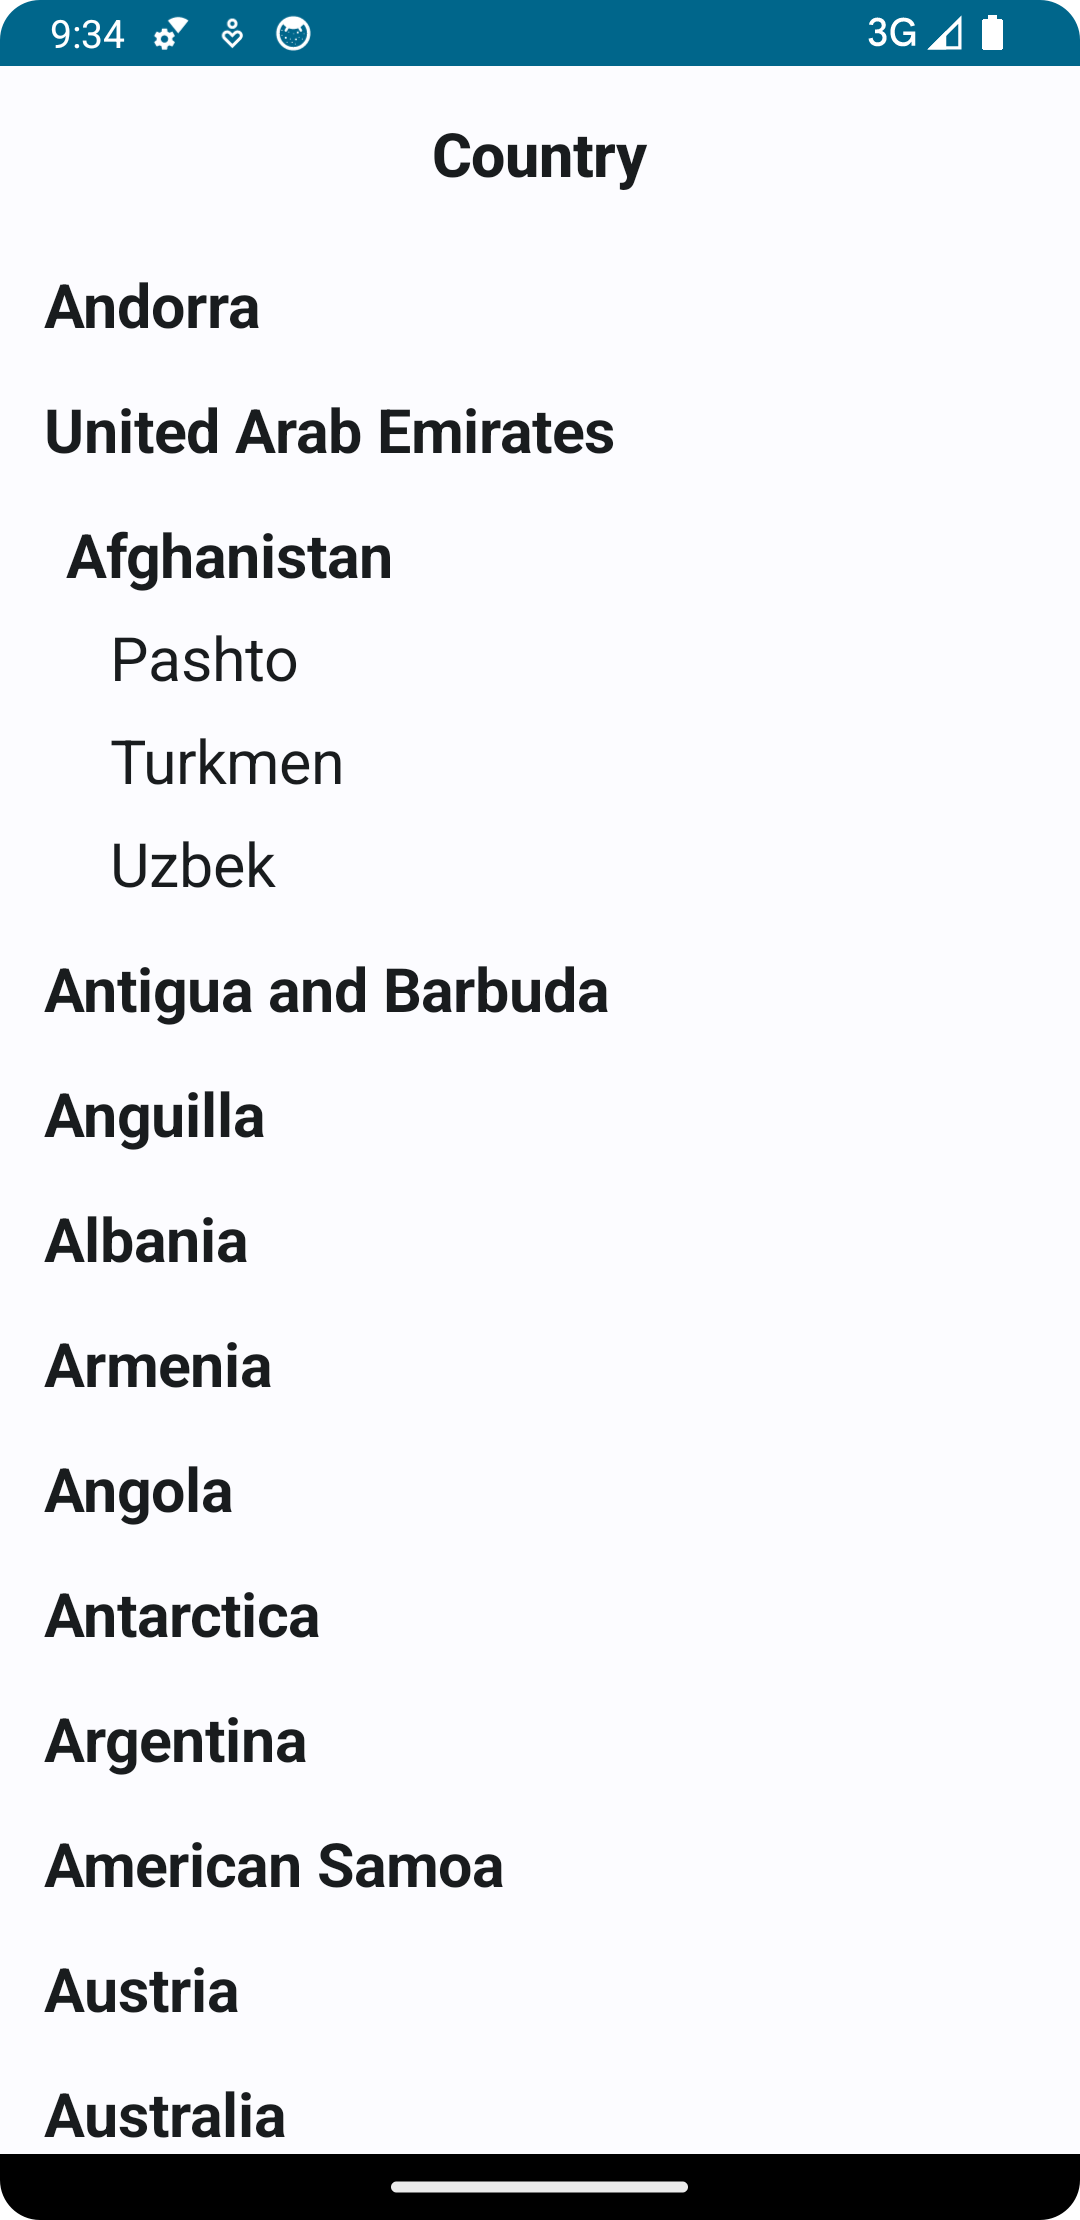 9:34
3G
Country
Andorra
United Arab Emirates
Afghanistan
Pashto
Turkmen
Uzbek
Antigua and Barbuda
Anguilla
Albania
Armenia
Angola
Antarctica
Argentina
American Samoa
Austria
Australia